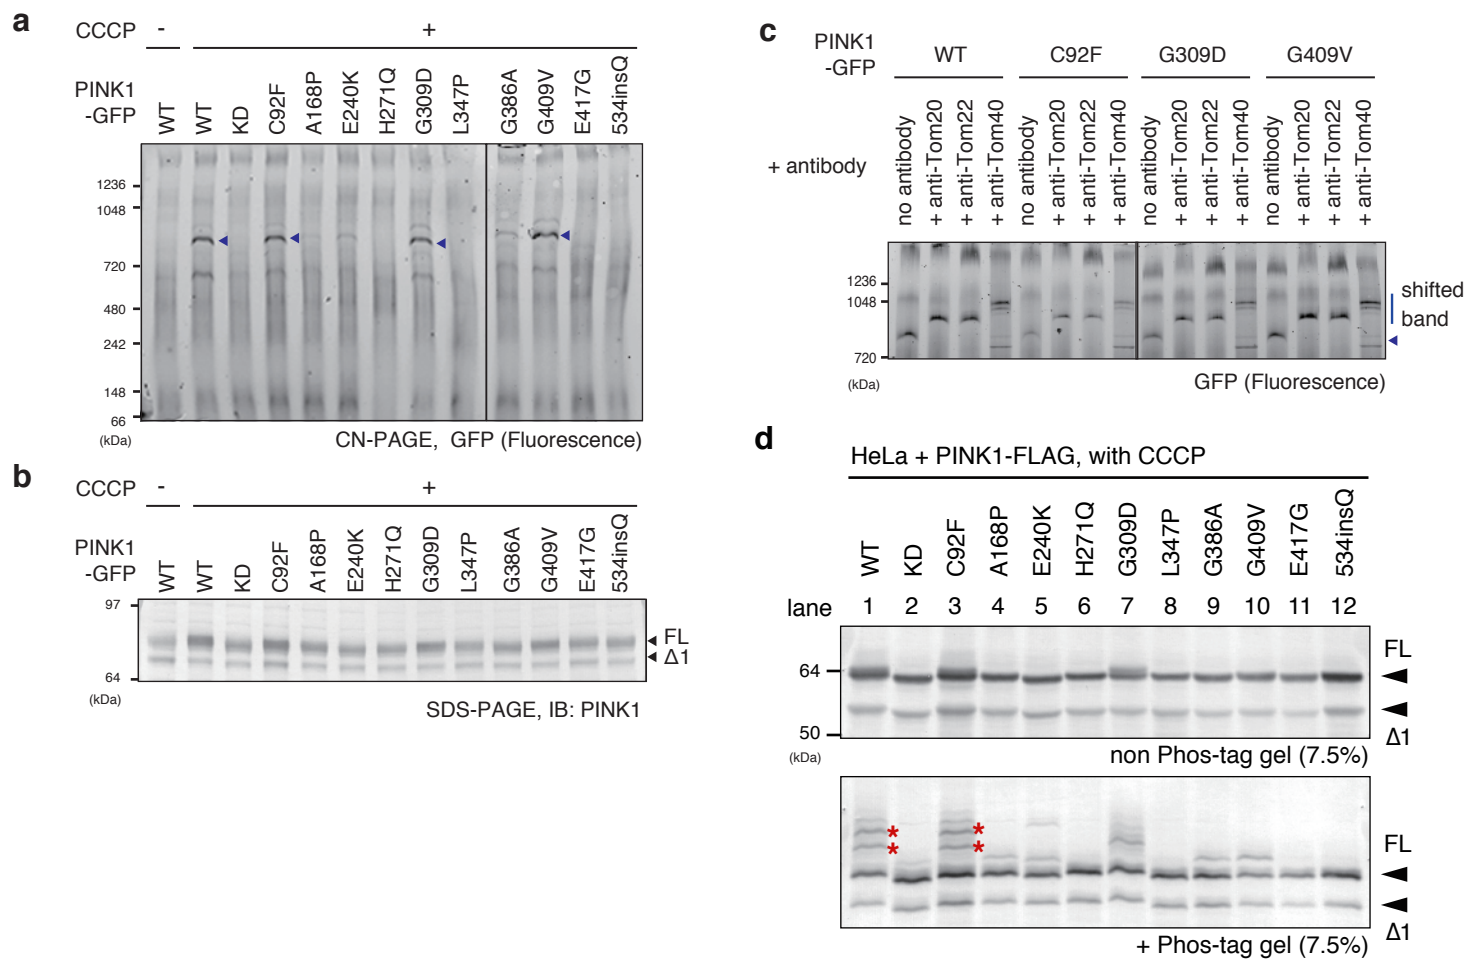 a
CCCP - +
PINK1 -GFP
WT WT KD C92F A168P E240K H271Q G309D L347P G386A G409V E417G 534insQ
1236
1048
720
480
242
148
66
(kDa)
CN-PAGE, GFP (Fluorescence)
b
CCCP - +
PINK1 -GFP
WT WT KD C92F A168P E240K H271Q G309D L347P G386A G409V E417G 534insQ
97
FL
Δ1
64
(kDa)
SDS-PAGE, IB: PINK1
c
PINK1 -GFP
WT C92F G309D G409V
+ antibody
no antibody + anti-Tom20 + anti-Tom22 + anti-Tom40 no antibody + anti-Tom20 + anti-Tom22 + anti-Tom40 no antibody + anti-Tom20 + anti-Tom22 + anti-Tom40 no antibody + anti-Tom20 + anti-Tom22 + anti-Tom40
1236
1048
720
(kDa)
shifted
band
GFP (Fluorescence)
d
HeLa + PINK1-FLAG, with CCCP
WT KD C92F A168P E240K H271Q G309D L347P G386A G409V E417G 534insQ
lane 1 2 3 4 5 6 7 8 9 10 11 12
FL
64
50
Δ1
(kDa)
non Phos-tag gel (7.5%)
* *
* *
FL
Δ1
+ Phos-tag gel (7.5%)